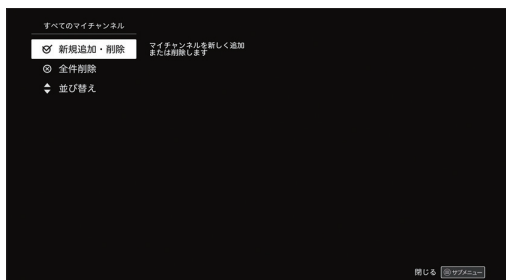 すべてのマイチャンネル
新規追加・削除
マイチャンネルを新しく追加
または削除します
全件削除
並び替え
閉じる サブメニュー